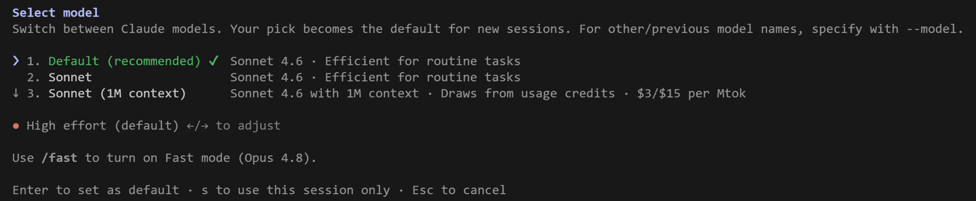 Select model
Switch between Claude models. Your pick becomes the default for new sessions. For other/previous model names, specify with --model.
❯ 1. Default (recommended) ✔ Sonnet 4.6 · Efficient for routine tasks
2. Sonnet Sonnet 4.6 · Efficient for routine tasks
↓ 3. Sonnet (1M context) Sonnet 4.6 with 1M context · Draws from usage credits · $3/$15 per Mtok
● High effort (default) ←/→ to adjust
Use /fast to turn on Fast mode (Opus 4.8).
Enter to set as default · s to use this session only · Esc to cancel